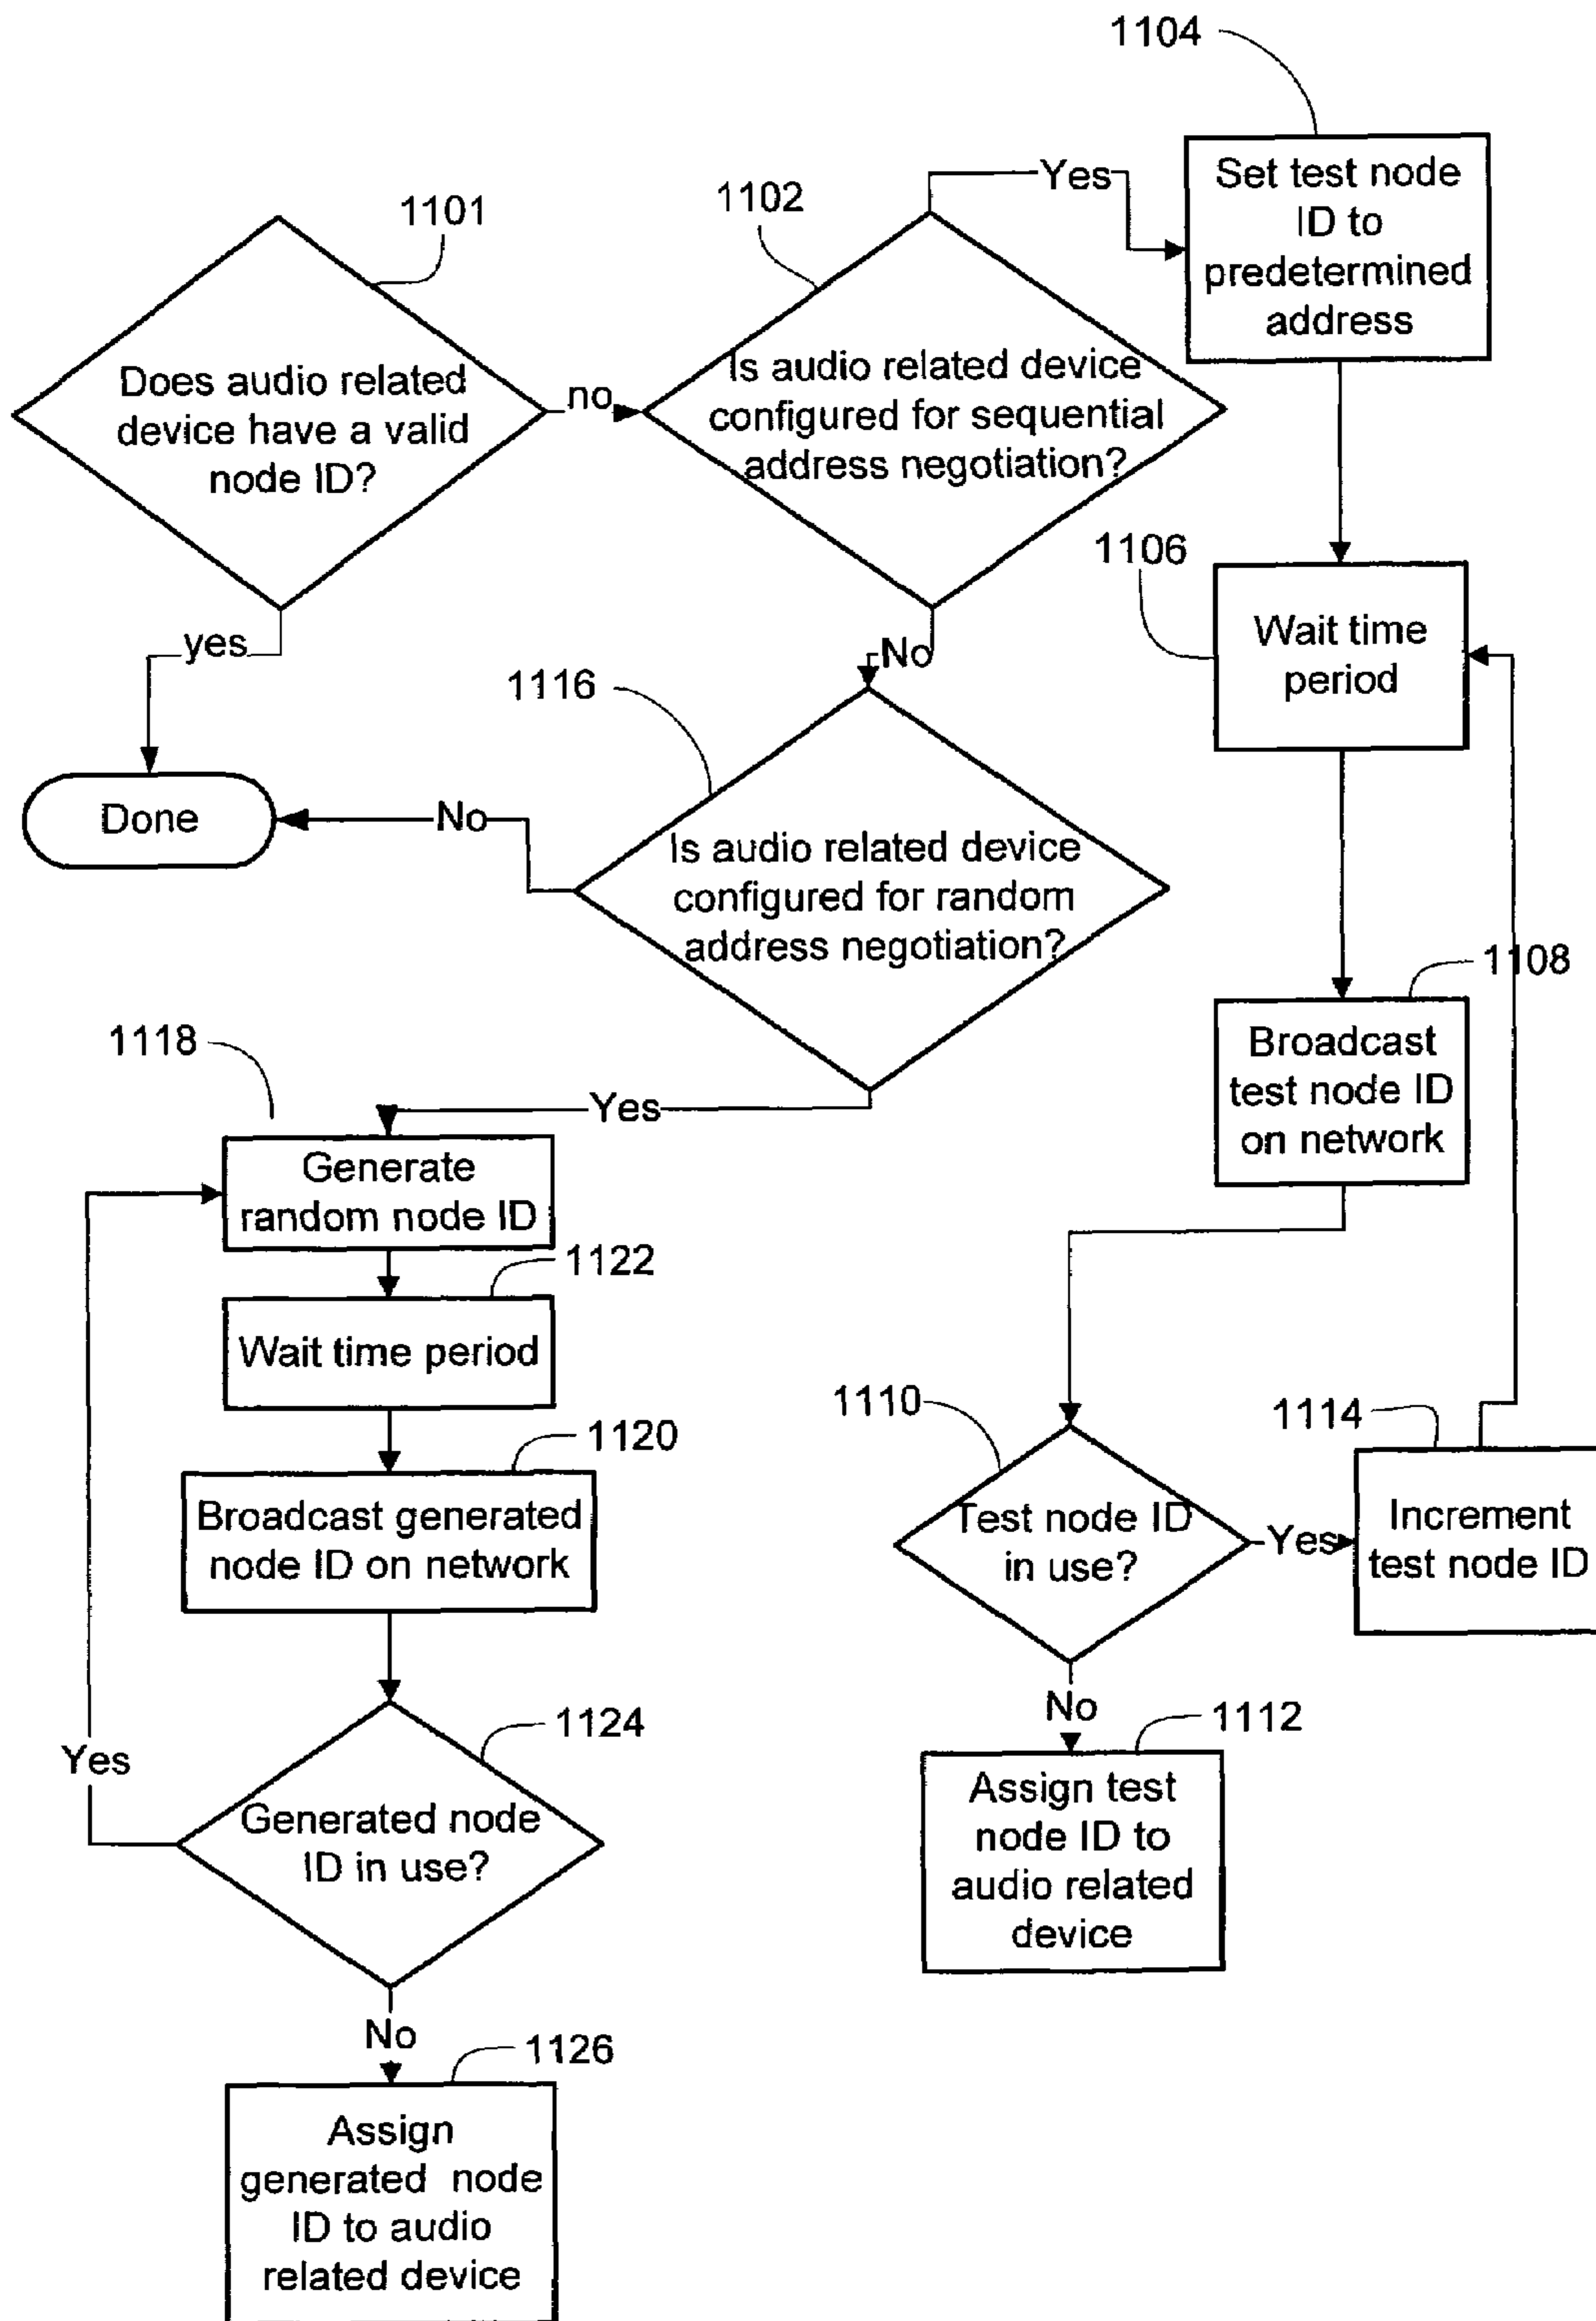 1104
Yes
Set test node
ID to
predetermined
address
1101
1102
Does audio related
device have a valid
node ID?
no
Is audio related device
configured for sequential
address negotiation?
yes
No
1106
Wait time
period
Done
No
1116
Is audio related device
configured for random
address negotiation?
1108
Broadcast
test node ID
on network
1118
Yes
Generate
random node ID
1122
Wait time period
1120
Broadcast generated
node ID on network
1110
Test node ID
in use?
Yes
1114
Increment
test node ID
No
1112
Assign test
node ID to
audio related
device
1124
Yes
Generated node
ID in use?
No
1126
Assign
generated node
ID to audio
related device